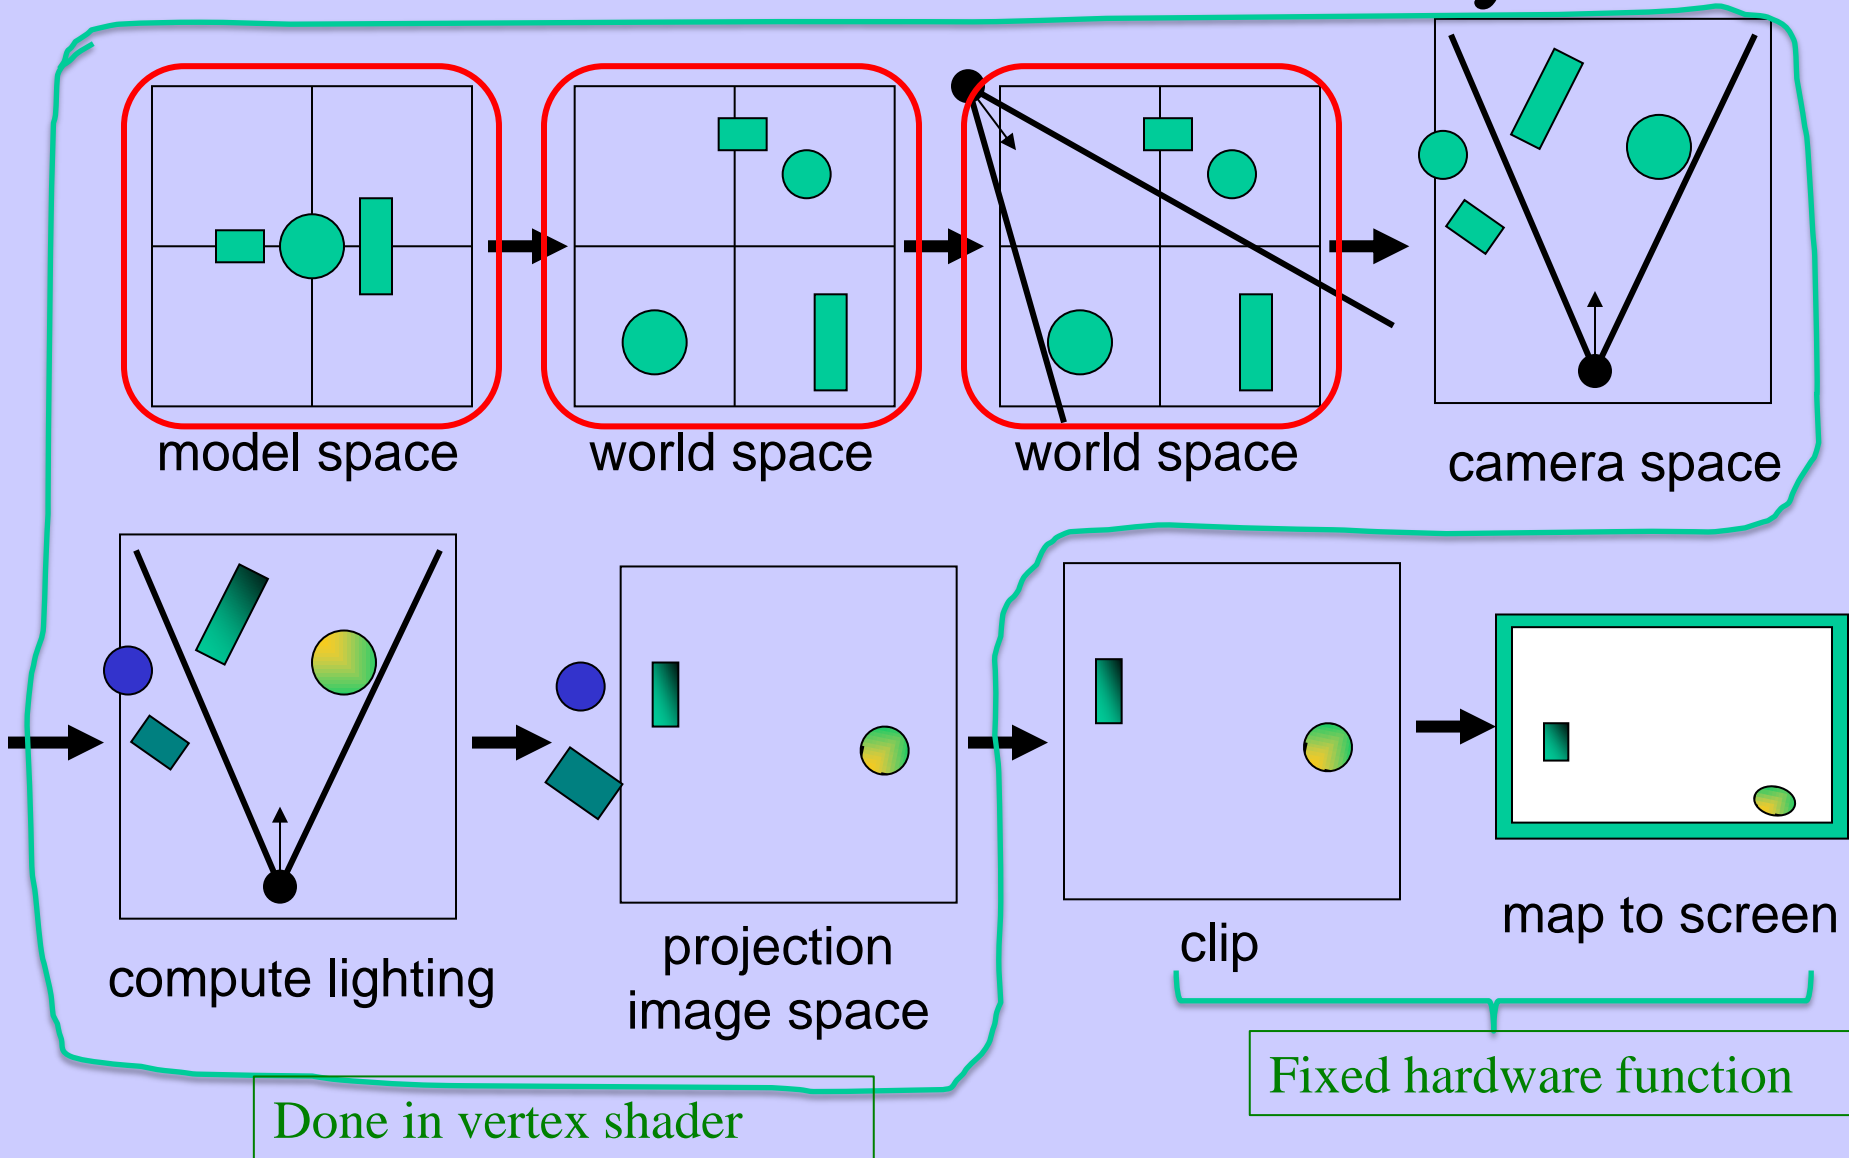 model space
world space
world space
camera space
compute lighting
projection
image space
clip
map to screen
Done in vertex shader
Fixed hardware function